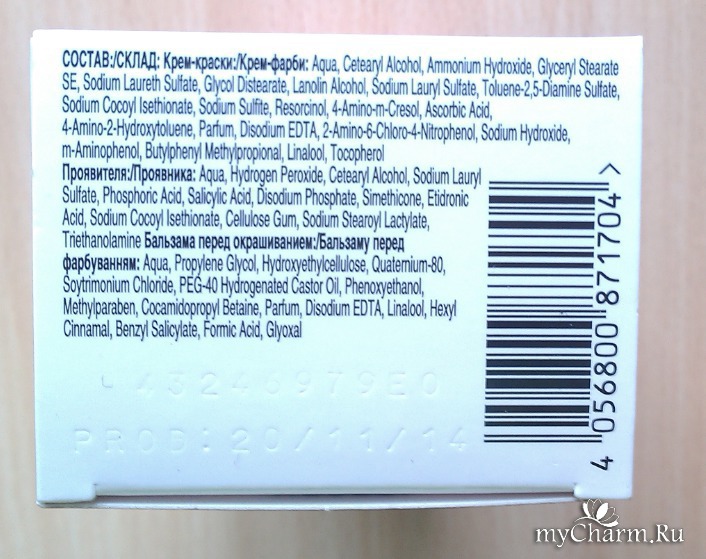 СОСТАВ:/СКЛАД: Крем-краски:/Крем-фарби: Aqua, Cetearyl Alcohol, Ammonium Hydroxide, Glyceryl Stearate
SE, Sodium Laureth Sulfate, Glycol Distearate, Lanolin Alcohol, Sodium Lauryl Sulfate, Toluene-2,5-Diamine Sulfate,
Sodium Cocoyl Isethionate, Sodium Sulfite, Resorcinol, 4-Amino-m-Cresol, Ascorbic Acid,
4-Amino-2-Hydroxytoluene, Parfum, Disodium EDTA, 2-Amino-6-Chloro-4-Nitrophenol, Sodium Hydroxide,
m-Aminophenol, Butylphenyl Methylpropional, Linalool, Tocopherol
Проявителя:/Проявника: Aqua, Hydrogen Peroxide, Cetearyl Alcohol, Sodium Lauryl
Sulfate, Phosphoric Acid, Salicylic Acid, Disodium Phosphate, Simethicone, Etidronic
Acid, Sodium Cocoyl Isethionate, Cellulose Gum, Sodium Stearoyl Lactylate,
Triethanolamine Бальзама перед окрашиванием:/Бальзаму перед
фарбуванням: Aqua, Propylene Glycol, Hydroxyethylcellulose, Quaternium-80,
Soytrimonium Chloride, PEG-40 Hydrogenated Castor Oil, Phenoxyethanol,
Methylparaben, Cocamidopropyl Betaine, Parfum, Disodium EDTA, Linalool, Hexyl
Cinnamal, Benzyl Salicylate, Formic Acid, Glyoxal
43246979E0
PROD: 20/11/14
4 056800 871704 >
myCharm.Ru